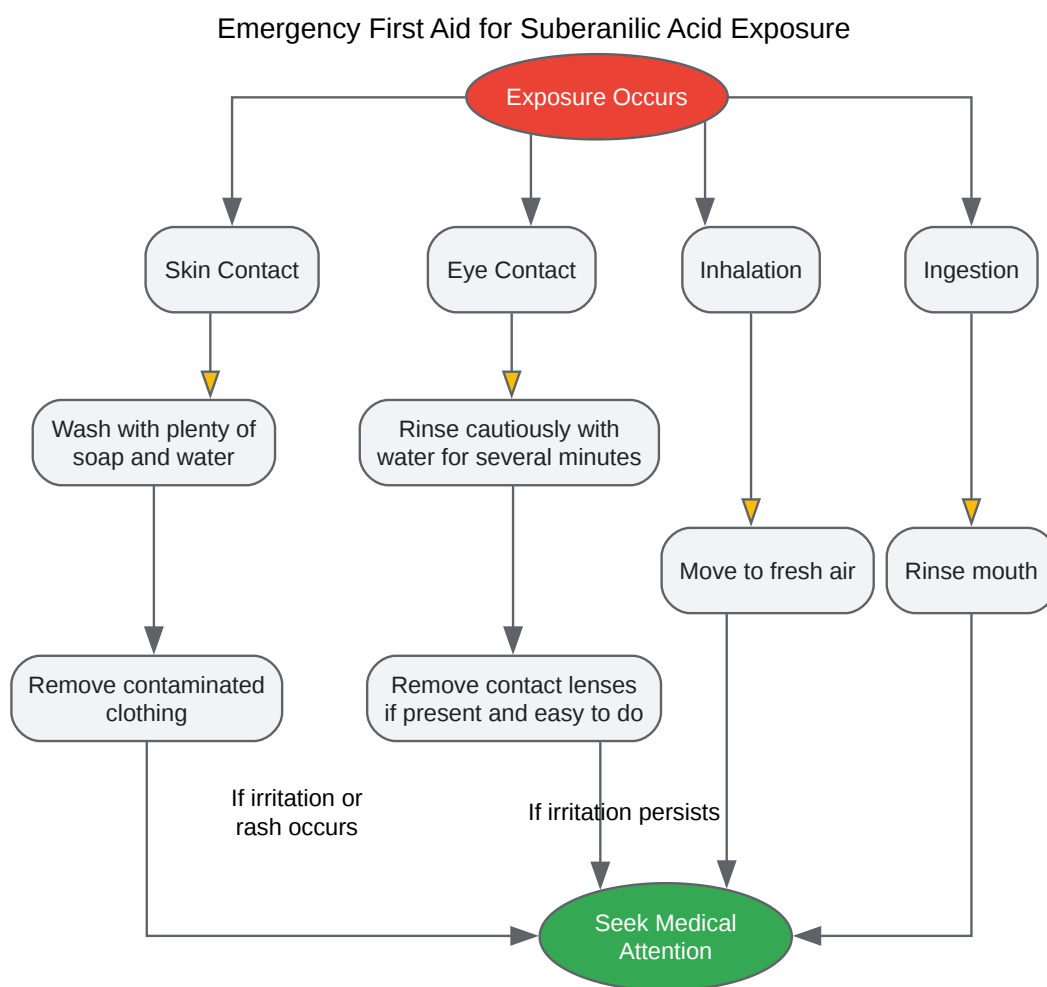 Emergency First Aid for Suberanilic Acid Exposure
Exposure Occurs
Skin Contact
Eye Contact
Inhalation
Ingestion
Wash with plenty of
soap and water
Rinse cautiously with
water for several minutes
Move to fresh air
Rinse mouth
Remove contaminated
clothing
Remove contact lenses
if present and easy to do
If irritation or
rash occurs
If irritation persists
Seek Medical
Attention